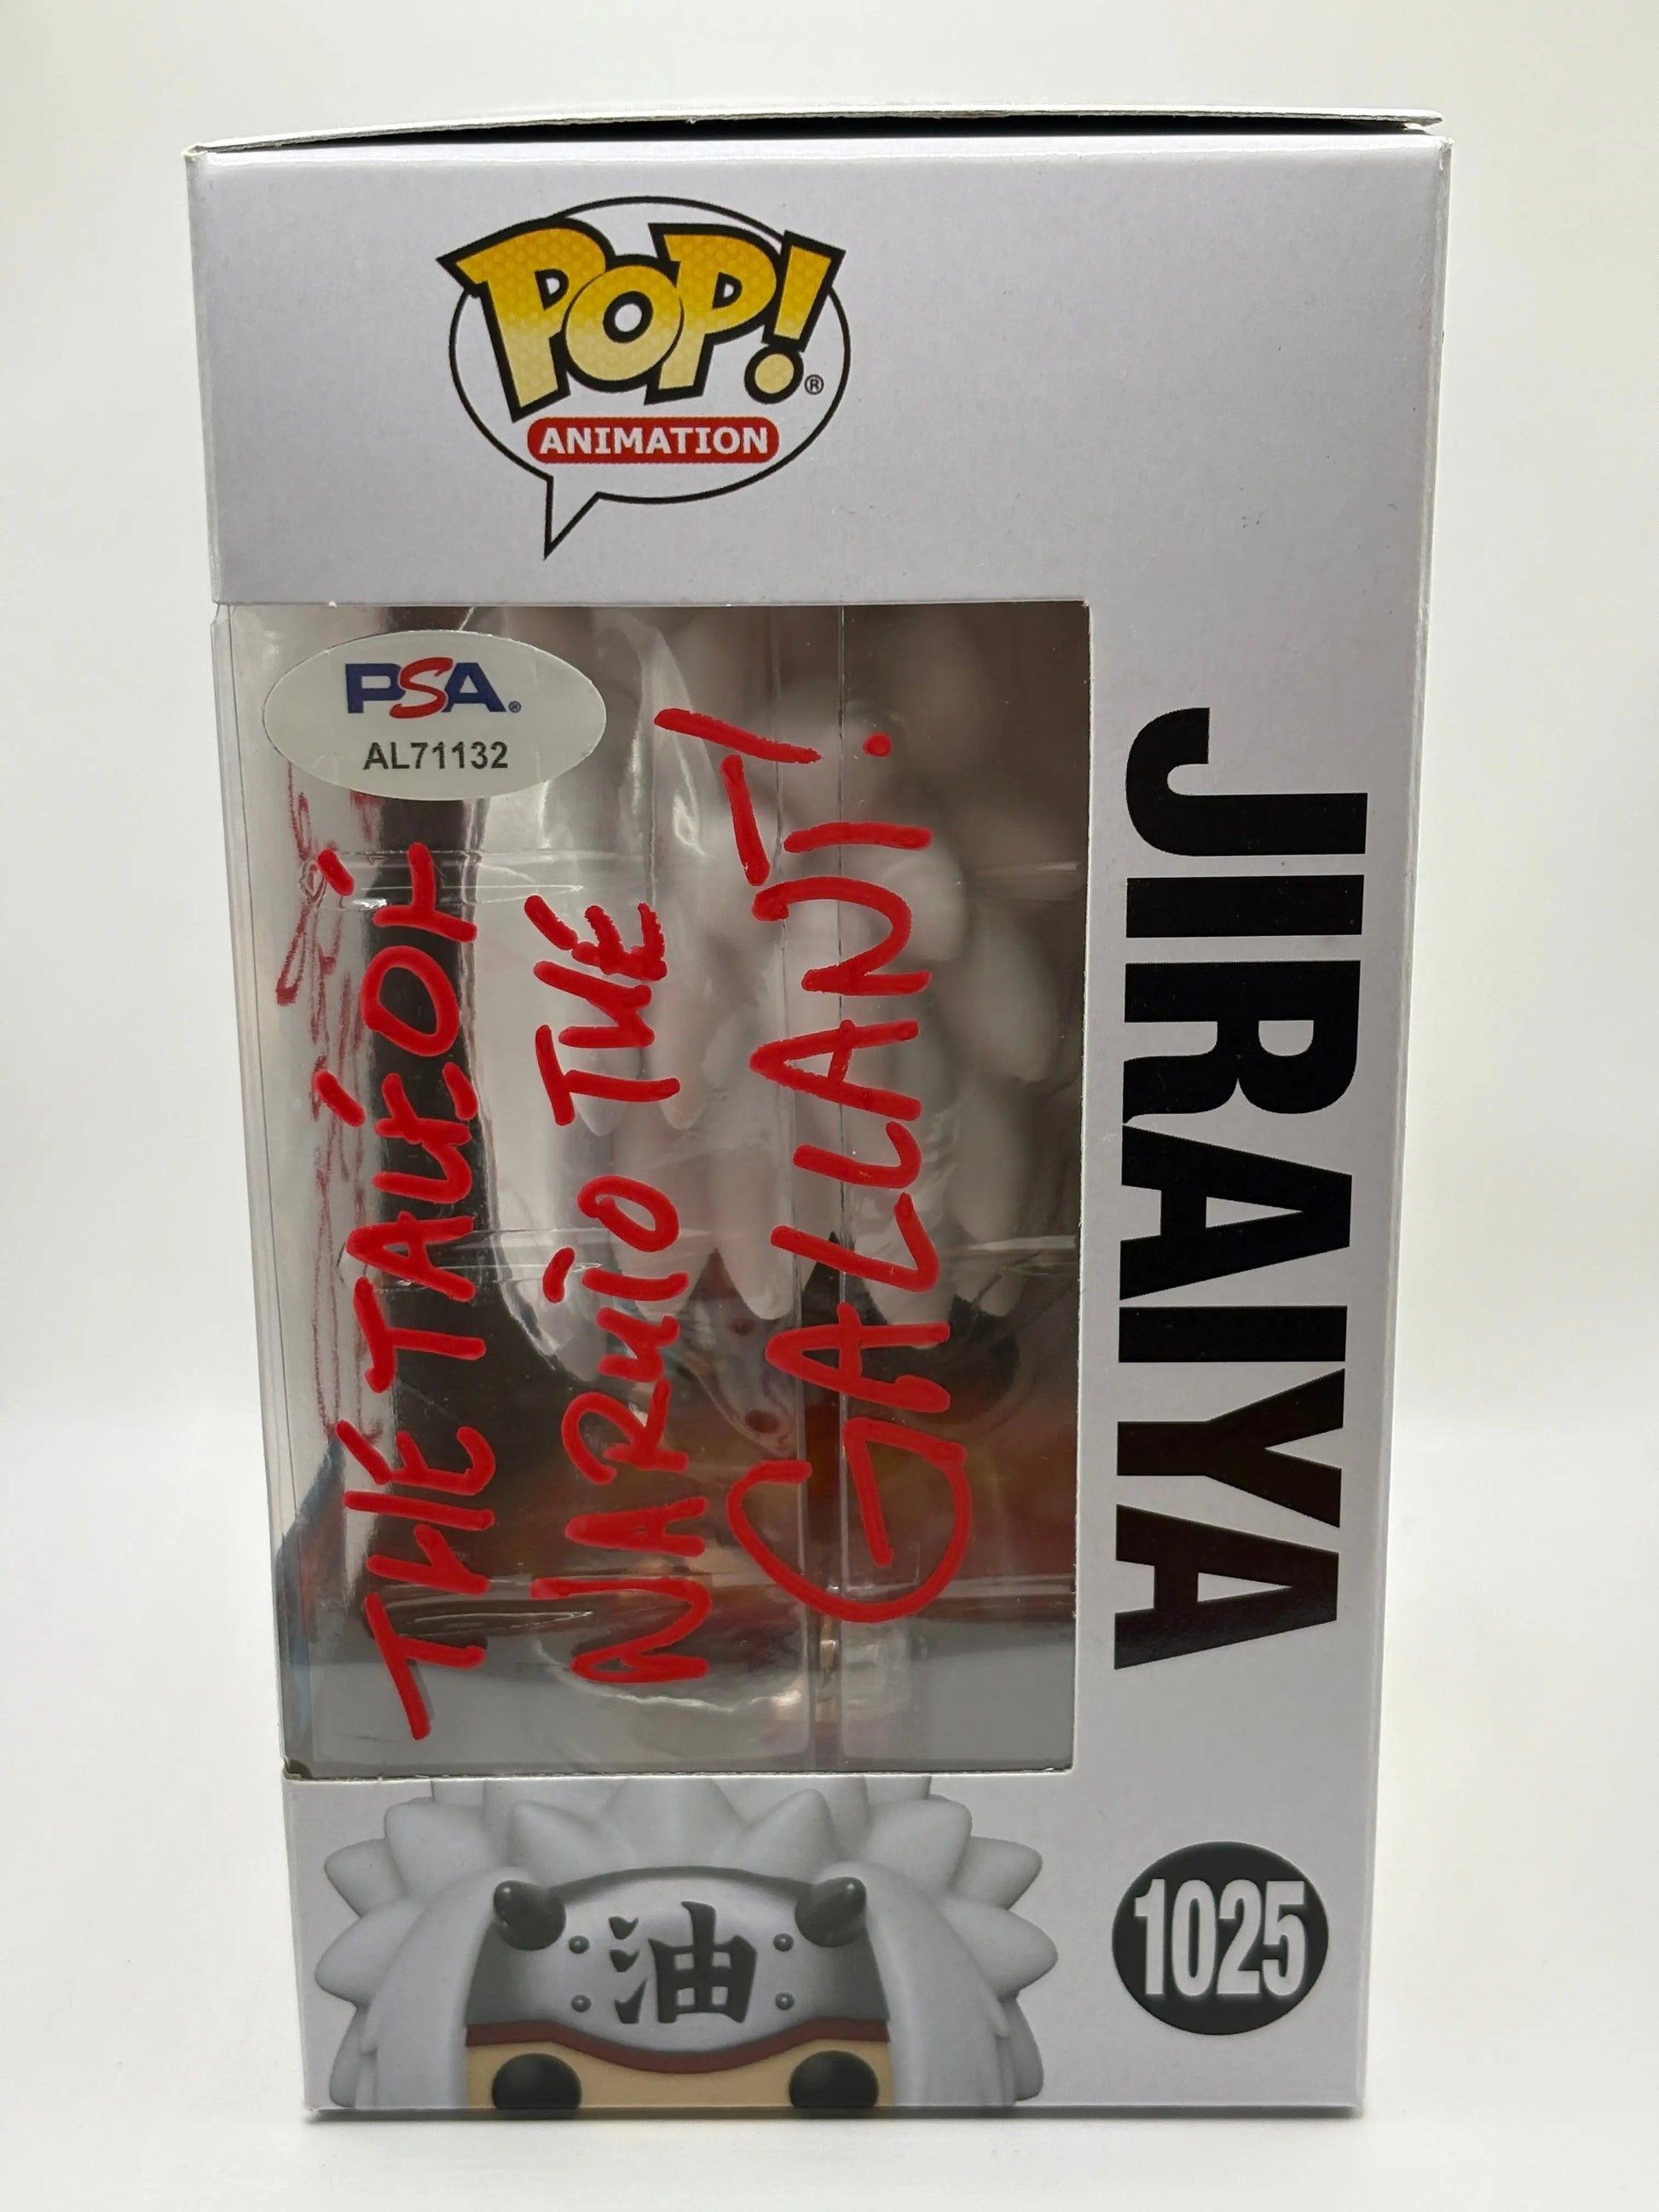 POP!®
ANIMATION
PSA®
AL71132
THE TALE OF
NARUTO THE
GALLANT!
JIRAIYA
油
1025